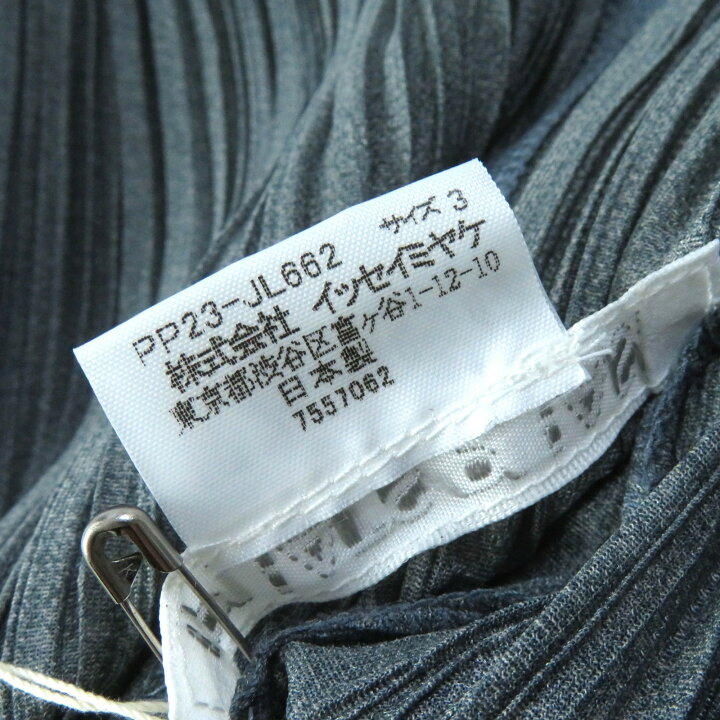 PP23-JL662 サイズ 3
株式会社 イッセイミヤケ
東京都渋谷区富ヶ谷1-12-10
日本製
7557062